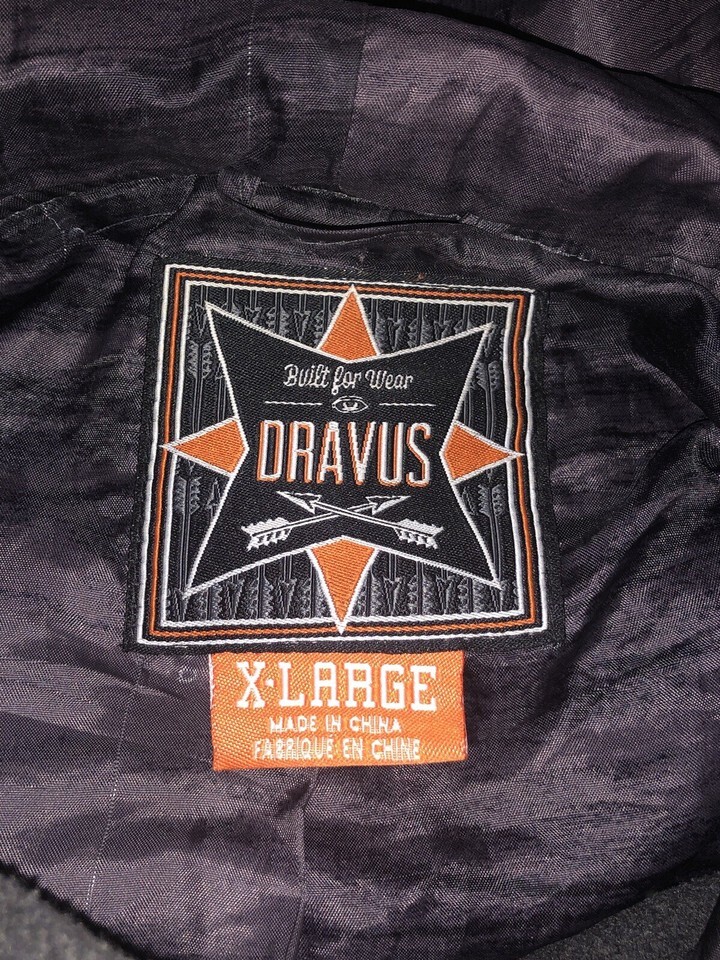 Built for Wear
DRAVUS
X·LARGE
MADE IN CHINA
FABRIQUÉ EN CHINE